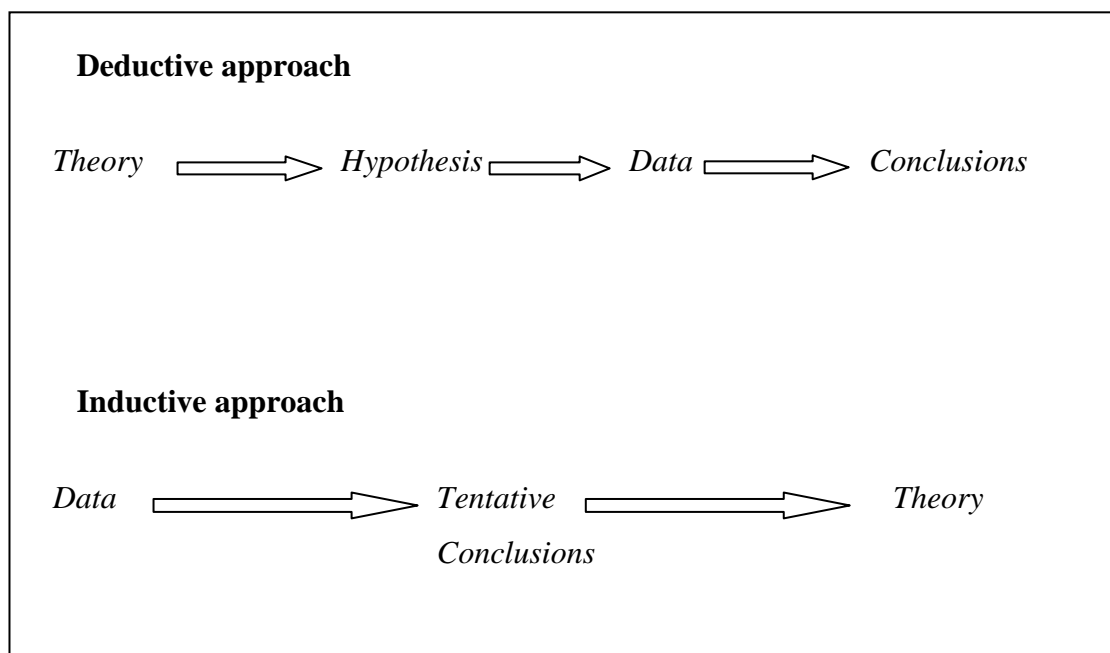 Deductive approach
Theory Hypothesis Data Conclusions
Inductive approach
Data Tentative Theory
Conclusions